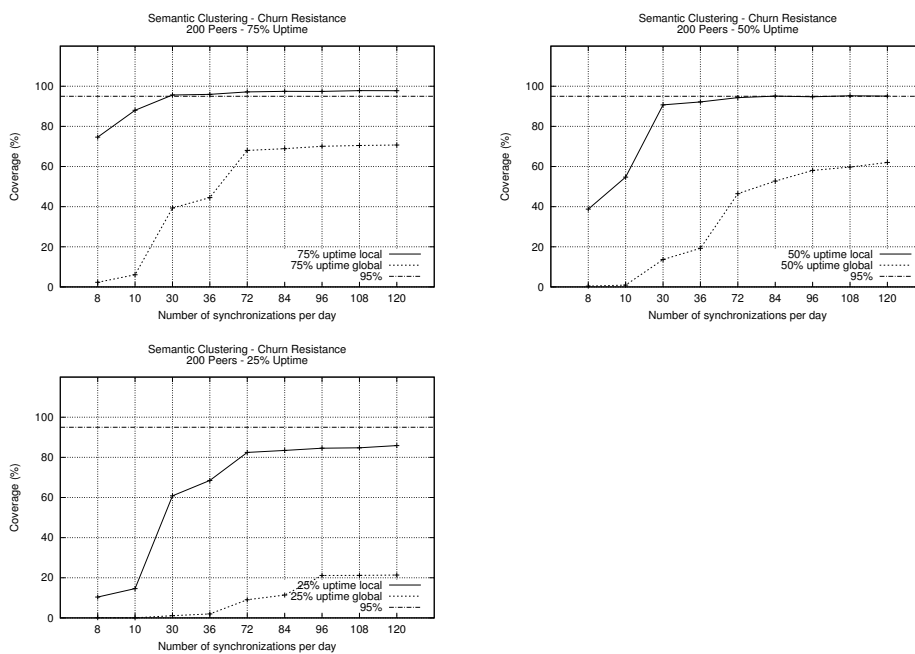 Semantic Clustering - Churn Resistance
200 Peers - 75% Uptime
100
80
60
40
20
0
Coverage (%)
75% uptime local
75% uptime global
95%
8 10 30 36 72 84 96 108 120
Number of synchronizations per day
Semantic Clustering - Churn Resistance
200 Peers - 50% Uptime
100
80
60
40
20
0
Coverage (%)
50% uptime local
50% uptime global
95%
8 10 30 36 72 84 96 108 120
Number of synchronizations per day
Semantic Clustering - Churn Resistance
200 Peers - 25% Uptime
100
80
60
40
20
0
Coverage (%)
25% uptime local
25% uptime global
95%
8 10 30 36 72 84 96 108 120
Number of synchronizations per day